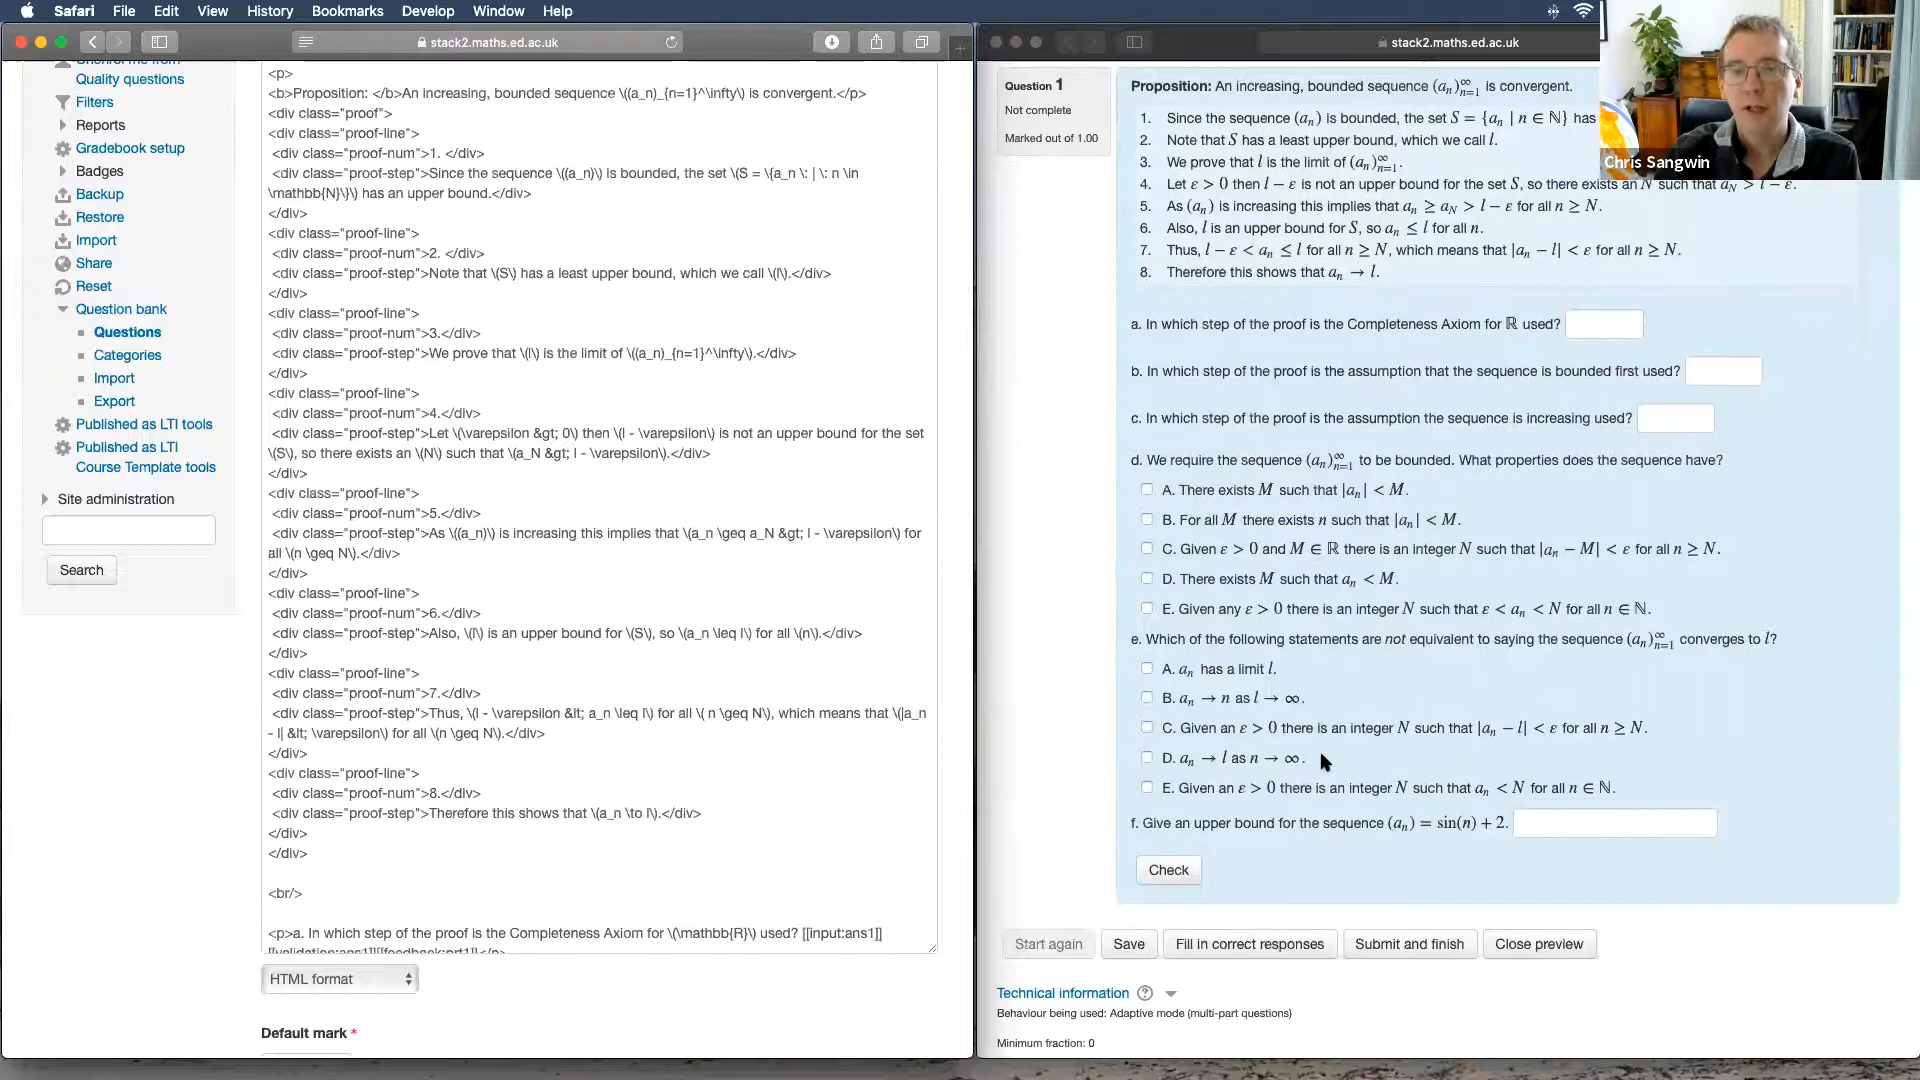 Safari File Edit View History Bookmarks Develop Window Help
stack2.maths.ed.ac.uk
Quality questions
Filters
Reports
Gradebook setup
Badges
Backup
Restore
Import
Share
Reset
Question bank
Questions
Categories
Import
Export
Published as LTI tools
Published as LTI
Course Template tools
Site administration
Search
<p>
<b>Proposition: </b>An increasing, bounded sequence \((a_n)_{n=1}^\infty\) is convergent.</p>
<div class="proof">
<div class="proof-line">
<div class="proof-num">1. </div>
<div class="proof-step">Since the sequence \((a_n)\) is bounded, the set \(S = \{a_n \: | \: n \in
\mathbb{N}\}\) has an upper bound.</div>
</div>
<div class="proof-line">
<div class="proof-num">2. </div>
<div class="proof-step">Note that \(S\) has a least upper bound, which we call \(l\).</div>
</div>
<div class="proof-line">
<div class="proof-num">3.</div>
<div class="proof-step">We prove that \(l\) is the limit of \((a_n)_{n=1}^\infty\).</div>
</div>
<div class="proof-line">
<div class="proof-num">4.</div>
<div class="proof-step">Let \(\varepsilon &gt; 0\) then \(l - \varepsilon\) is not an upper bound for the set
\(S\), so there exists an \(N\) such that \(a_N &gt; l - \varepsilon\).</div>
</div>
<div class="proof-line">
<div class="proof-num">5.</div>
<div class="proof-step">As \((a_n)\) is increasing this implies that \(a_n \geq a_N &gt; l - \varepsilon\) for
all \(n \geq N\).</div>
</div>
<div class="proof-line">
<div class="proof-num">6.</div>
<div class="proof-step">Also, \(l\) is an upper bound for \(S\), so \(a_n \leq l\) for all \(n\).</div>
</div>
<div class="proof-line">
<div class="proof-num">7.</div>
<div class="proof-step">Thus, \(l - \varepsilon &lt; a_n \leq l\) for all \( n \geq N\), which means that \(|a_n
- l| &lt; \varepsilon\) for all \(n \geq N\).</div>
</div>
<div class="proof-line">
<div class="proof-num">8.</div>
<div class="proof-step">Therefore this shows that \(a_n \to l\).</div>
</div>
</div>
<br/>
<p>a. In which step of the proof is the Completeness Axiom for \(\mathbb{R}\) used? [[input:ans1]]
[[validation:ans1]][[feedback:prt1]]</p>
HTML format
Default mark *
stack2.maths.ed.ac.uk
Chris Sangwin
Question 1
Not complete
Marked out of 1.00
Proposition: An increasing, bounded sequence (aₙ)ₙ₌₁^∞ is convergent.
1. Since the sequence (aₙ) is bounded, the set S = {aₙ | n ∈ ℕ} has
2. Note that S has a least upper bound, which we call l.
3. We prove that l is the limit of (aₙ)ₙ₌₁^∞.
4. Let ε > 0 then l − ε is not an upper bound for the set S, so there exists an N such that a_N > l − ε.
5. As (aₙ) is increasing this implies that aₙ ≥ a_N > l − ε for all n ≥ N.
6. Also, l is an upper bound for S, so aₙ ≤ l for all n.
7. Thus, l − ε < aₙ ≤ l for all n ≥ N, which means that |aₙ − l| < ε for all n ≥ N.
8. Therefore this shows that aₙ → l.
a. In which step of the proof is the Completeness Axiom for ℝ used?
b. In which step of the proof is the assumption that the sequence is bounded first used?
c. In which step of the proof is the assumption the sequence is increasing used?
d. We require the sequence (aₙ)ₙ₌₁^∞ to be bounded. What properties does the sequence have?
A. There exists M such that |aₙ| < M.
B. For all M there exists n such that |aₙ| < M.
C. Given ε > 0 and M ∈ ℝ there is an integer N such that |aₙ − M| < ε for all n ≥ N.
D. There exists M such that aₙ < M.
E. Given any ε > 0 there is an integer N such that ε < aₙ < N for all n ∈ ℕ.
e. Which of the following statements are not equivalent to saying the sequence (aₙ)ₙ₌₁^∞ converges to l?
A. aₙ has a limit l.
B. aₙ → n as l → ∞.
C. Given an ε > 0 there is an integer N such that |aₙ − l| < ε for all n ≥ N.
D. aₙ → l as n → ∞.
E. Given an ε > 0 there is an integer N such that aₙ < N for all n ∈ ℕ.
f. Give an upper bound for the sequence (aₙ) = sin(n) + 2.
Check
Start again Save Fill in correct responses Submit and finish Close preview
Technical information
Behaviour being used: Adaptive mode (multi-part questions)
Minimum fraction: 0